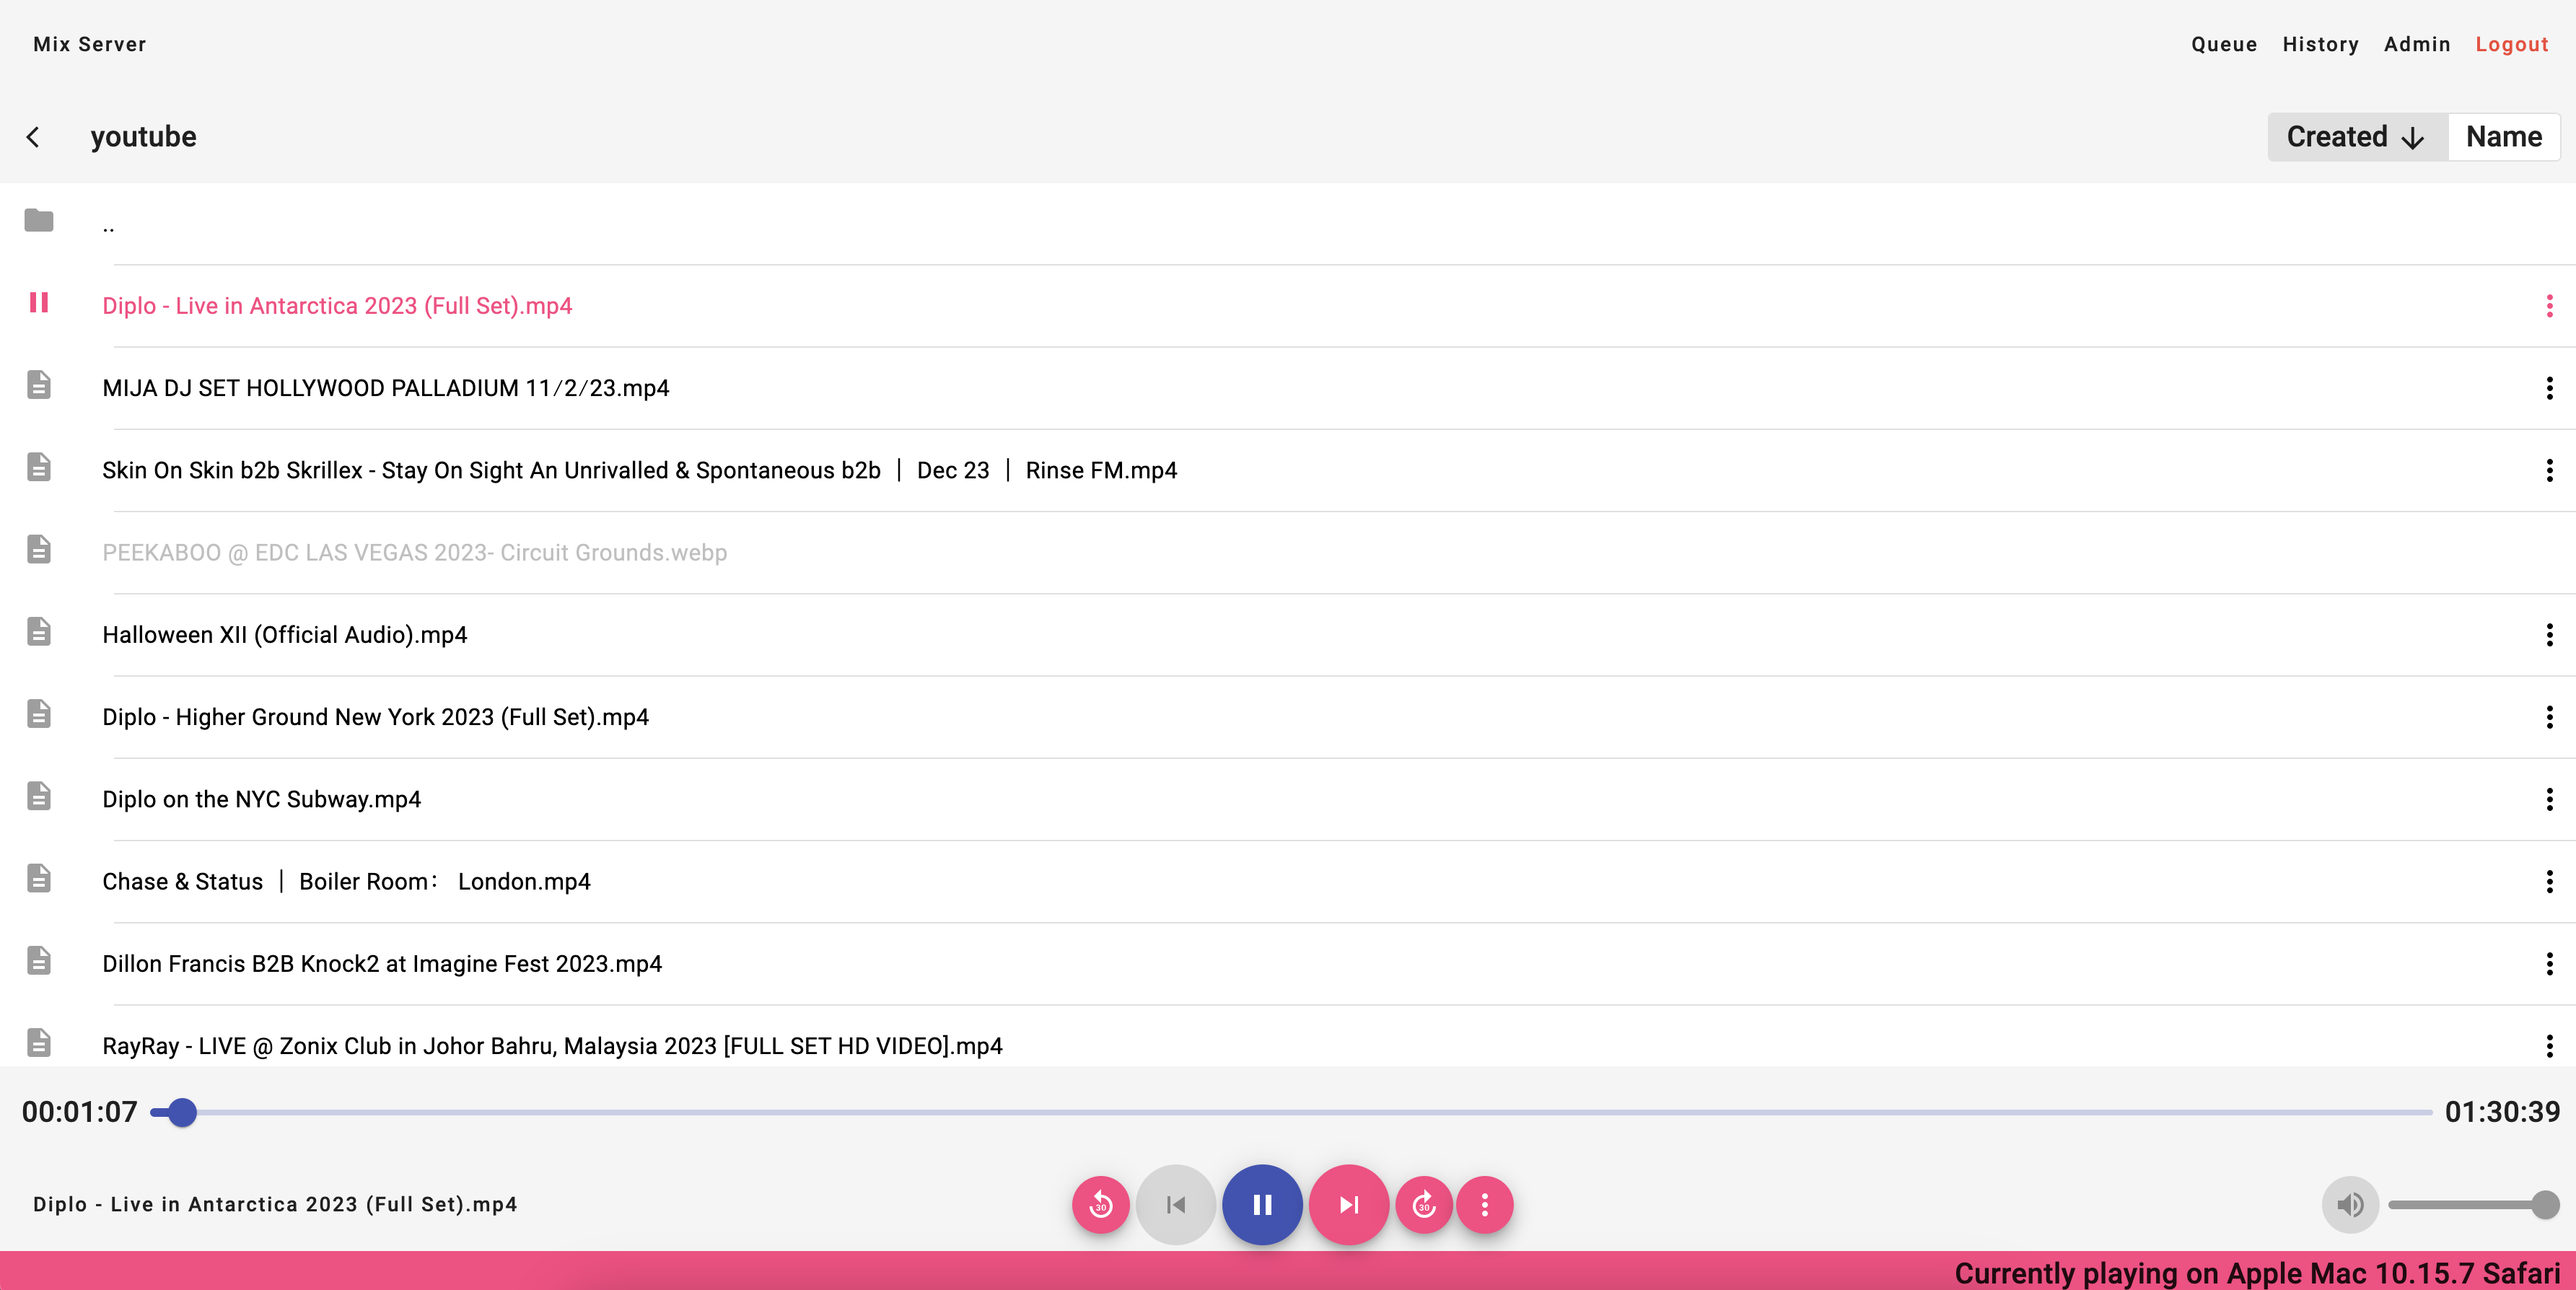 Mix Server
Queue History Admin Logout
youtube
Created Name
..
Diplo - Live in Antarctica 2023 (Full Set).mp4
MIJA DJ SET HOLLYWOOD PALLADIUM 11⧸2⧸23.mp4
Skin On Skin b2b Skrillex - Stay On Sight An Unrivalled & Spontaneous b2b ｜ Dec 23 ｜ Rinse FM.mp4
PEEKABOO @ EDC LAS VEGAS 2023- Circuit Grounds.webp
Halloween XII (Official Audio).mp4
Diplo - Higher Ground New York 2023 (Full Set).mp4
Diplo on the NYC Subway.mp4
Chase & Status ｜ Boiler Room： London.mp4
Dillon Francis B2B Knock2 at Imagine Fest 2023.mp4
RayRay - LIVE @ Zonix Club in Johor Bahru, Malaysia 2023 [FULL SET HD VIDEO].mp4
00:01:07 01:30:39
Diplo - Live in Antarctica 2023 (Full Set).mp4
30 30
Currently playing on Apple Mac 10.15.7 Safari